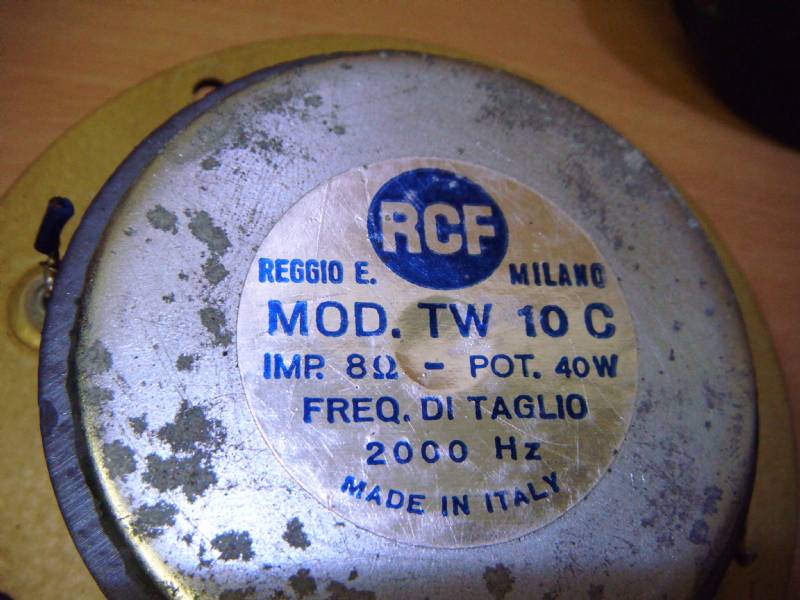 RCF
REGGIO E. MILANO
MOD. TW 10 C
IMP. 8Ω - POT. 40W
FREQ. DI TAGLIO
2000 Hz
MADE IN ITALY